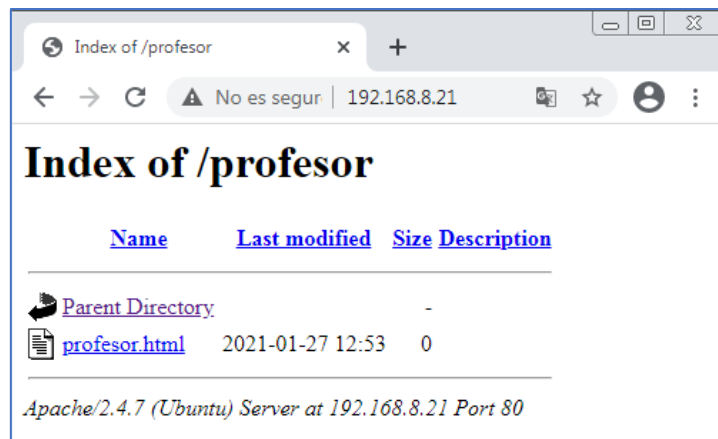 Index of /profesor
No es segur 192.168.8.21
Index of /profesor
Name Last modified Size Description
Parent Directory -
profesor.html 2021-01-27 12:53 0
Apache/2.4.7 (Ubuntu) Server at 192.168.8.21 Port 80